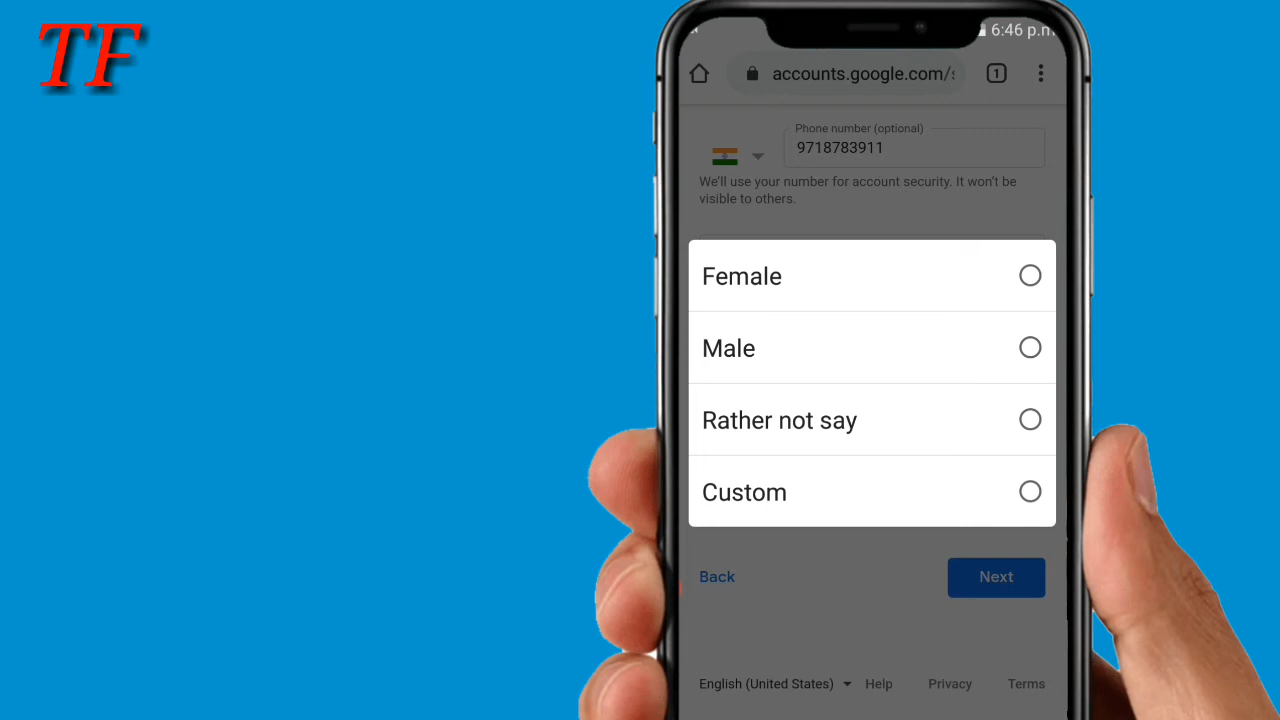 TF
6:46 p.m
accounts.google.com/s
1
Phone number (optional)
9718783911
We'll use your number for account security. It won't be
visible to others.
Female
Male
Rather not say
Custom
Back
Next
English (United States)
Help
Privacy
Terms